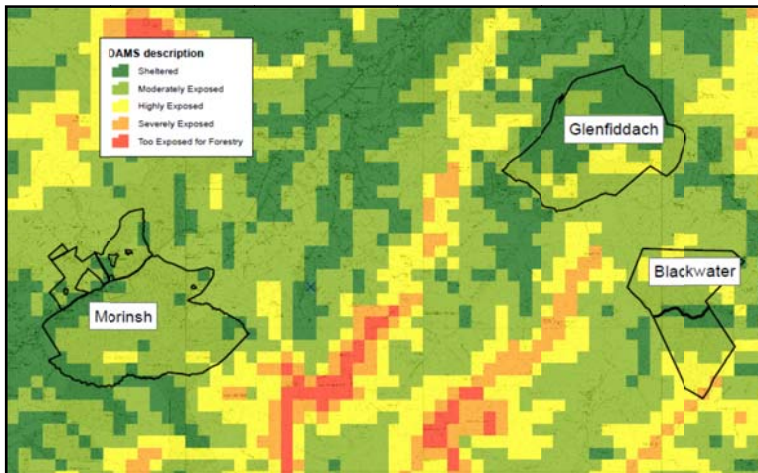 DAMS description
Sheltered
Moderately Exposed
Highly Exposed
Severely Exposed
Too Exposed for Forestry
Glenfiddach
Blackwater
Morinsh